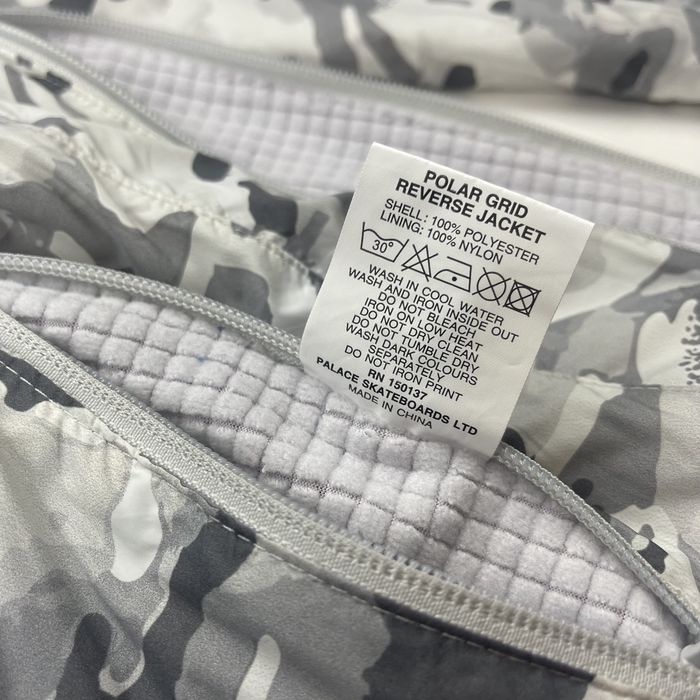 POLAR GRID
REVERSE JACKET
SHELL: 100% POLYESTER
LINING: 100% NYLON
30°
WASH IN COOL WATER
WASH AND IRON INSIDE OUT
DO NOT BLEACH
IRON ON LOW HEAT
DO NOT DRY CLEAN
DO NOT TUMBLE DRY
WASH DARK COLOURS
SEPARATELY
DO NOT IRON PRINT
RN 150137
PALACE SKATEBOARDS LTD
MADE IN CHINA